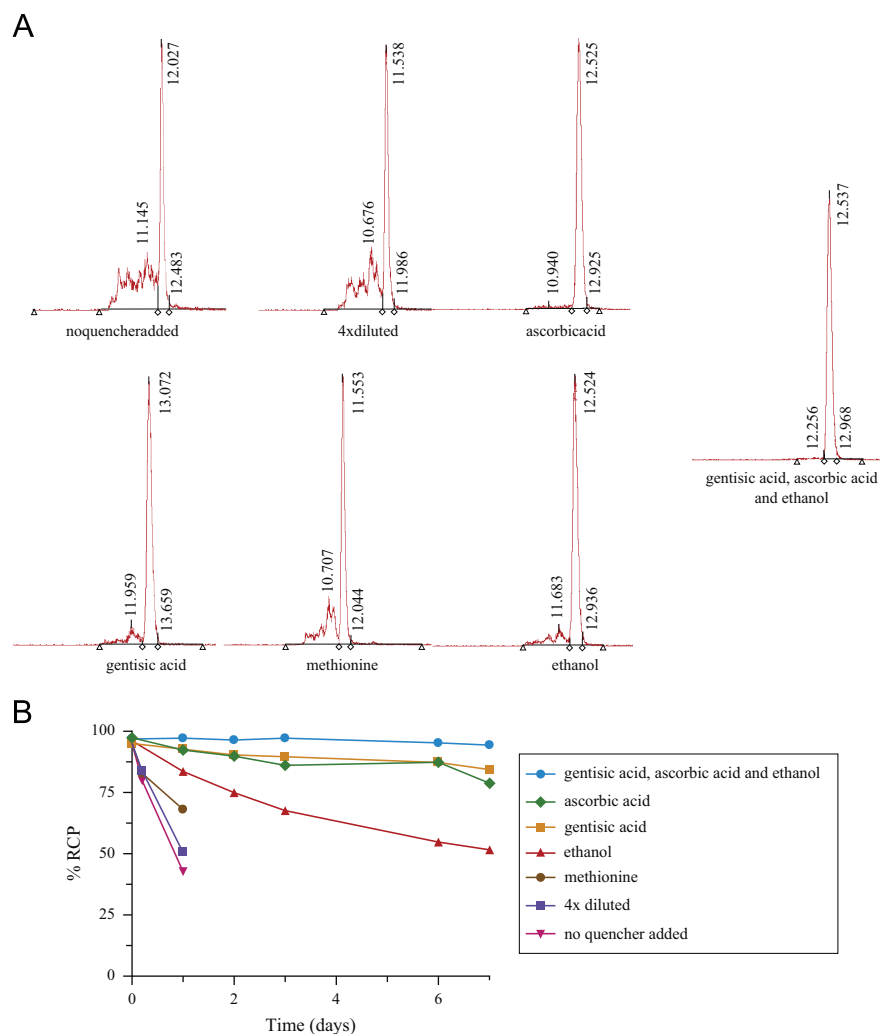 A
12.027
11.145
12.483
noquencheradded
11.538
10.676
11.986
4xdiluted
12.525
10.940
12.925
ascorbicacid
12.537
12.256
12.968
gentisic acid, ascorbic acid
and ethanol
13.072
11.959
13.659
gentisic acid
11.553
10.707
12.044
methionine
12.524
11.683
12.936
ethanol
B
100
75
50
25
0
% RCP
0
2
4
6
Time (days)
gentisic acid, ascorbic acid and ethanol
ascorbic acid
gentisic acid
ethanol
methionine
4x diluted
no quencher added